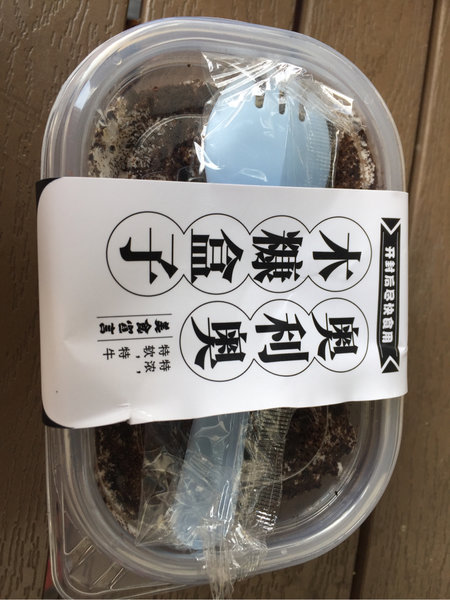 开封后尽快食用
奥利奥
木糠盒子
美食宣言
特浓，
特软，
特牛